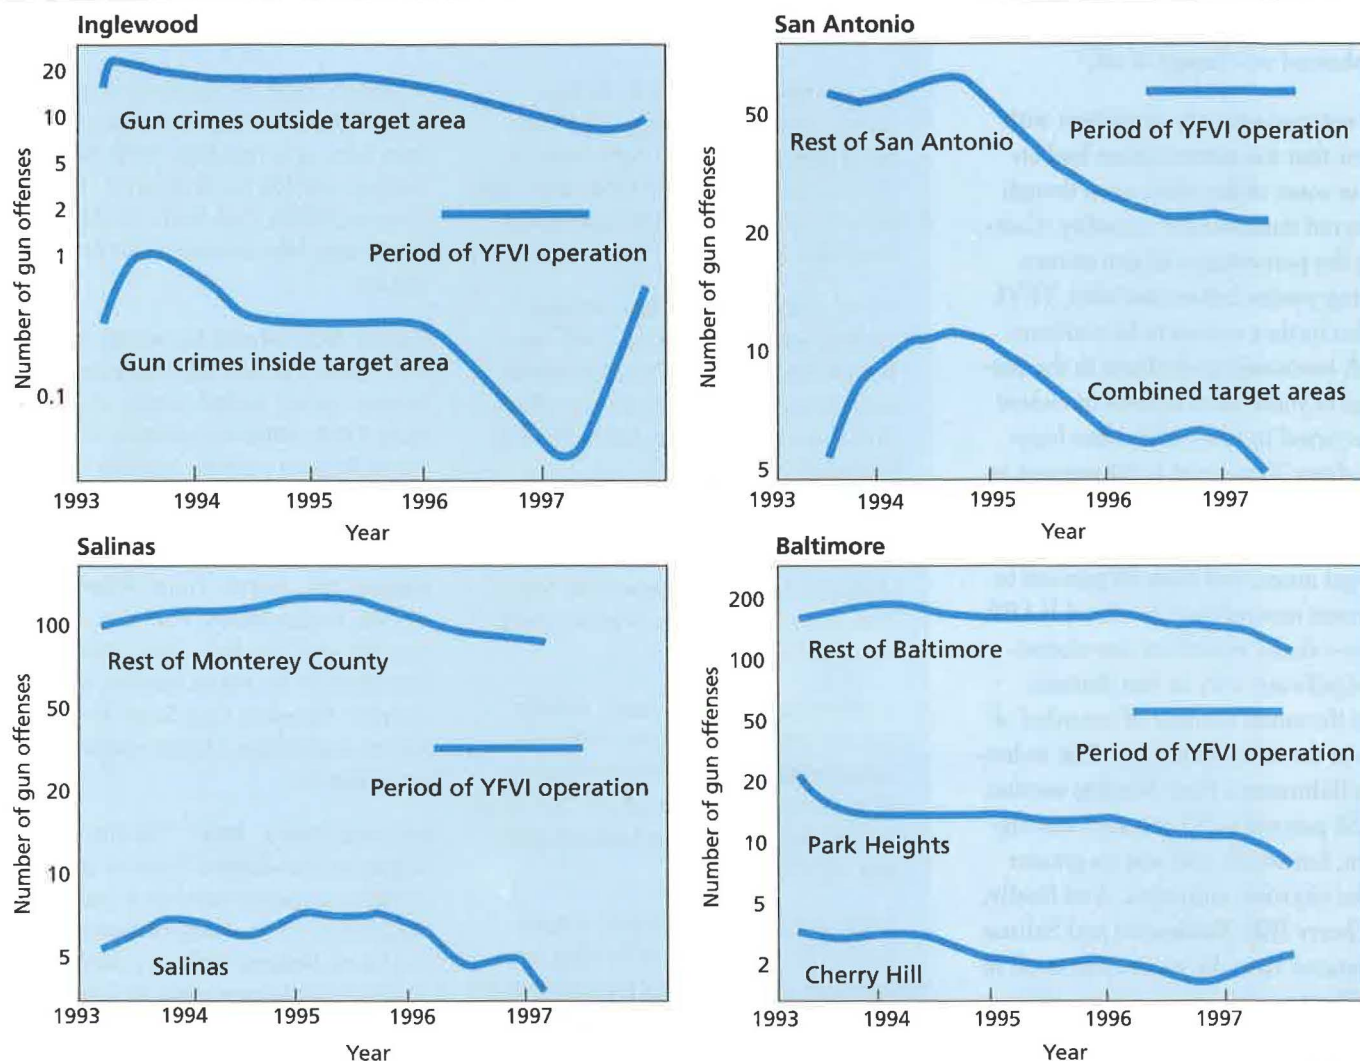 Inglewood
Number of gun offenses
20
10
5
2
1
0.1
Gun crimes outside target area
Period of YFVI operation
Gun crimes inside target area
1993
1994
1995
1996
1997
Year
San Antonio
Number of gun offenses
50
20
10
5
Rest of San Antonio
Period of YFVI operation
Combined target areas
1993
1994
1995
1996
1997
Year
Salinas
Number of gun offenses
100
50
20
10
5
Rest of Monterey County
Period of YFVI operation
Salinas
1993
1994
1995
1996
1997
Year
Baltimore
Number of gun offenses
200
100
50
20
10
5
2
Rest of Baltimore
Period of YFVI operation
Park Heights
Cherry Hill
1993
1994
1995
1996
1997
Year